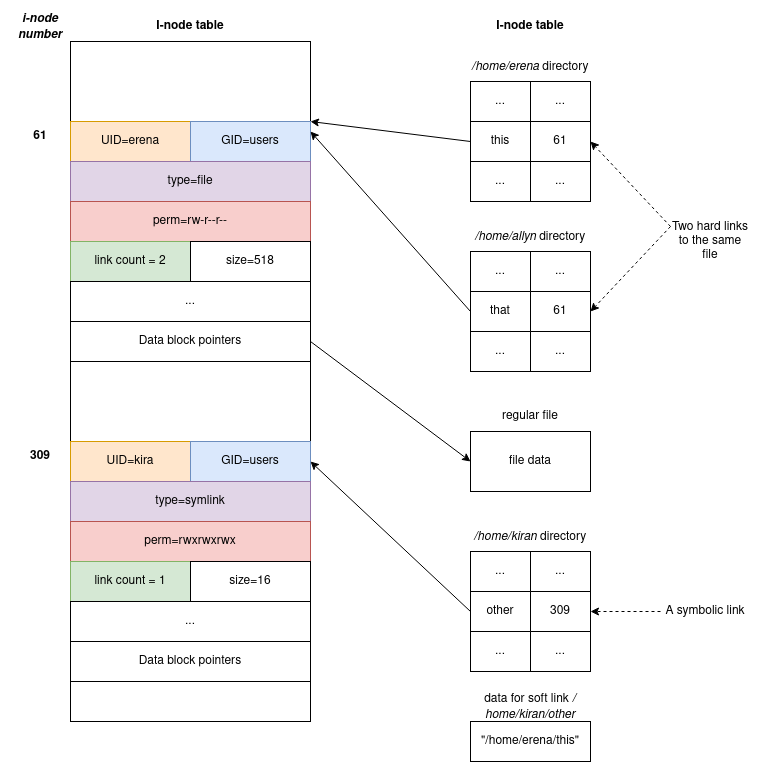 i-node
number
I-node table
61
UID=erena
GID=users
type=file
perm=rw-r--r--
link count = 2
size=518
...
Data block pointers
309
UID=kira
GID=users
type=symlink
perm=rwxrwxrwx
link count = 1
size=16
...
Data block pointers
I-node table
/home/erena directory
... ...
this 61
... ...
/home/allyn directory
... ...
that 61
... ...
Two hard links
to the same
file
regular file
file data
/home/kiran directory
... ...
other 309
... ...
A symbolic link
data for soft link /
home/kiran/other
"/home/erena/this"